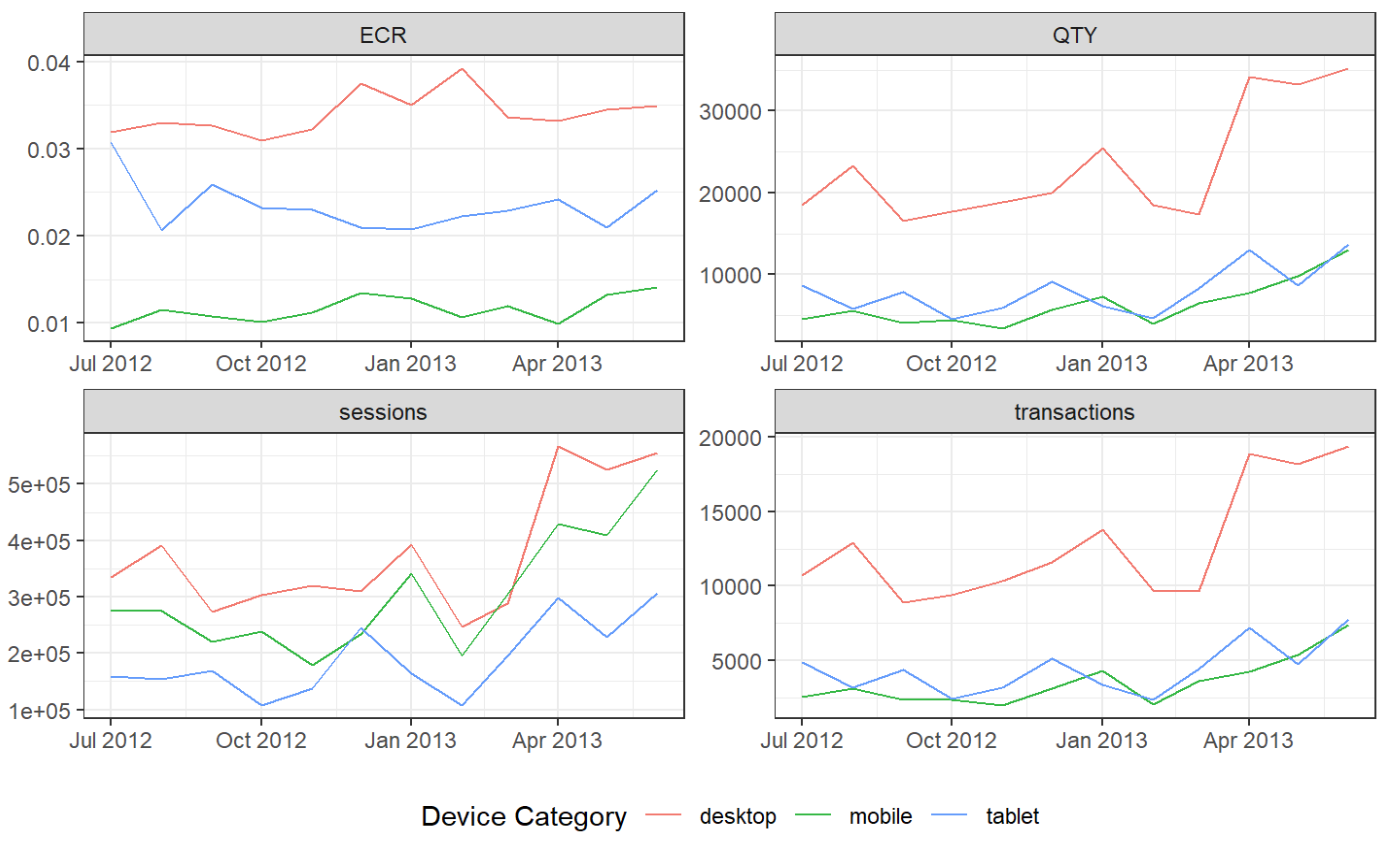 ECR
0.04
0.03
0.02
0.01
Jul 2012 Oct 2012 Jan 2013 Apr 2013
QTY
30000
20000
10000
Jul 2012 Oct 2012 Jan 2013 Apr 2013
sessions
5e+05
4e+05
3e+05
2e+05
1e+05
Jul 2012 Oct 2012 Jan 2013 Apr 2013
transactions
20000
15000
10000
5000
Jul 2012 Oct 2012 Jan 2013 Apr 2013
Device Category desktop mobile tablet